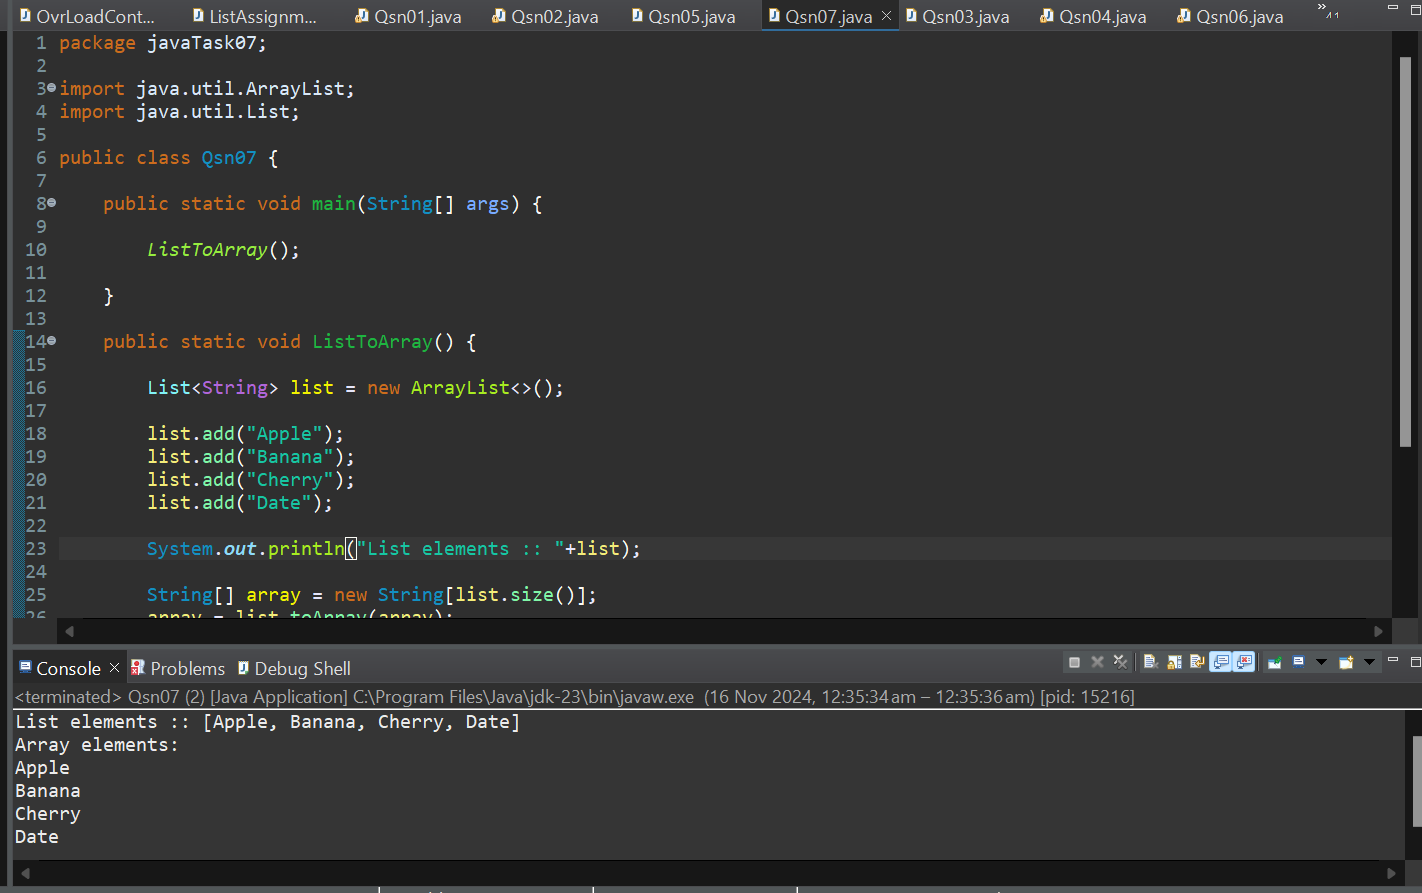 OvrLoadCont... ListAssignm... Qsn01.java Qsn02.java Qsn05.java Qsn07.java Qsn03.java Qsn04.java Qsn06.java »41
1 package javaTask07;
2
3 import java.util.ArrayList;
4 import java.util.List;
5
6 public class Qsn07 {
7
8 public static void main(String[] args) {
9
10 ListToArray();
11
12 }
13
14 public static void ListToArray() {
15
16 List<String> list = new ArrayList<>();
17
18 list.add("Apple");
19 list.add("Banana");
20 list.add("Cherry");
21 list.add("Date");
22
23 System.out.println("List elements :: "+list);
24
25 String[] array = new String[list.size()];
26 array = list.toArray(array);
Console Problems Debug Shell
<terminated> Qsn07 (2) [Java Application] C:\Program Files\Java\jdk-23\bin\javaw.exe (16 Nov 2024, 12:35:34 am – 12:35:36 am) [pid: 15216]
List elements :: [Apple, Banana, Cherry, Date]
Array elements:
Apple
Banana
Cherry
Date